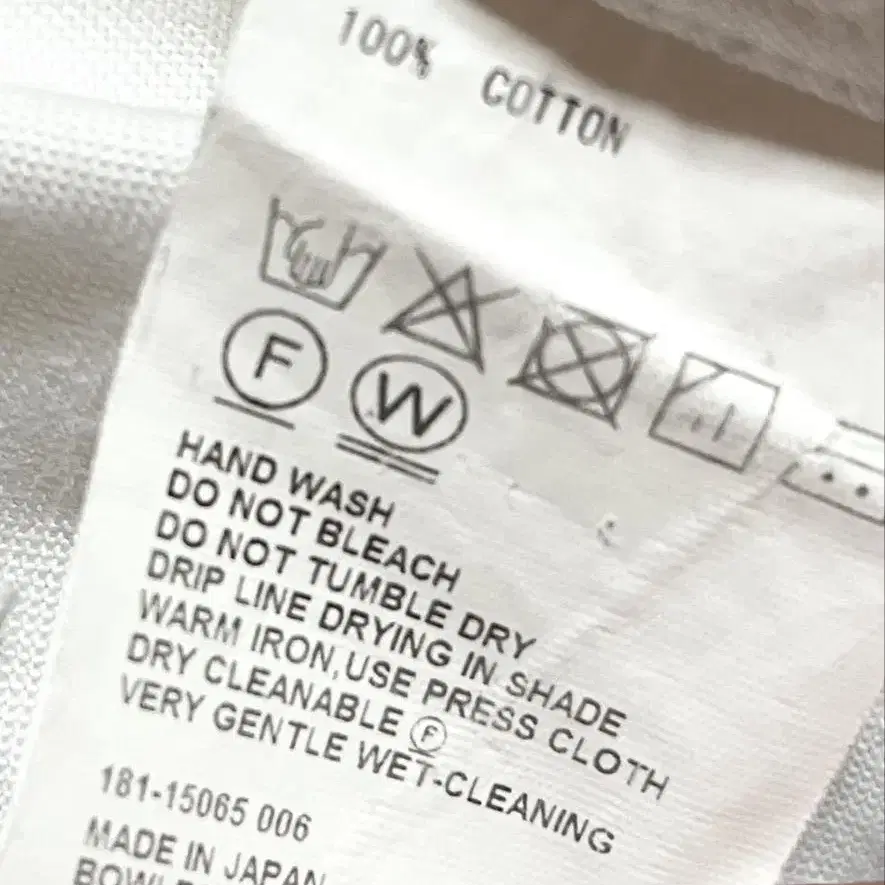 100% COTTON
F
W
HAND WASH
DO NOT BLEACH
DO NOT TUMBLE DRY
DRIP LINE DRYING IN SHADE
WARM IRON,USE PRESS CLOTH
DRY CLEANABLE Ⓕ
VERY GENTLE WET-CLEANING
181-15065 006
MADE IN JAPAN